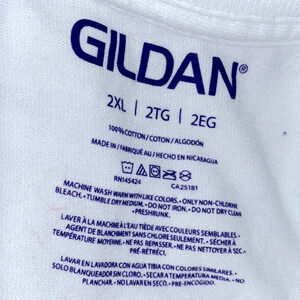 GILDAN®
2XL | 2TG | 2EG
100% COTTON / COTON / ALGODÓN
MADE IN / FABRIQUÉ AU / HECHO EN NICARAGUA
RN145424 CA25181
MACHINE WASH WARM WITH LIKE COLORS. • ONLY NON-CHLORINE
BLEACH. • TUMBLE DRY MEDIUM. • DO NOT IRON. • DO NOT DRY CLEAN
• PRESHRUNK.
LAVER À LA MACHINE À L'EAU TIÈDE AVEC COULEURS SEMBLABLES. •
AGENT DE BLANCHIMENT SANS CHLORE SEULEMENT. • SÉCHER À
TEMPÉRATURE MOYENNE. • NE PAS REPASSER. • NE PAS NETTOYER À SEC. •
PRÉ-RÉTRÉCI.
LAVAR EN LAVADORA CON AGUA TIBIA CON COLORES SIMILARES. •
SOLO BLANQUEADOR SIN CLORO. • SECAR A TEMPERATURA MEDIA. •
NO PLANCHAR. • NO LAVAR EN SECO. • PRE-ENCOGIDO.